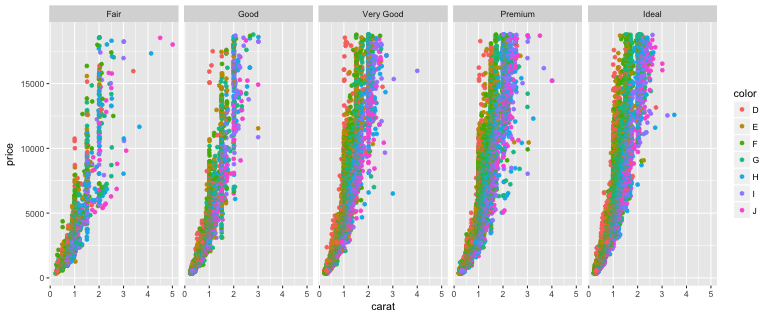 Fair Good Very Good Premium Ideal
price
15000
10000
5000
0
0 1 2 3 4 5 0 1 2 3 4 5 0 1 2 3 4 5 0 1 2 3 4 5 0 1 2 3 4 5
carat
color
D
E
F
G
H
I
J